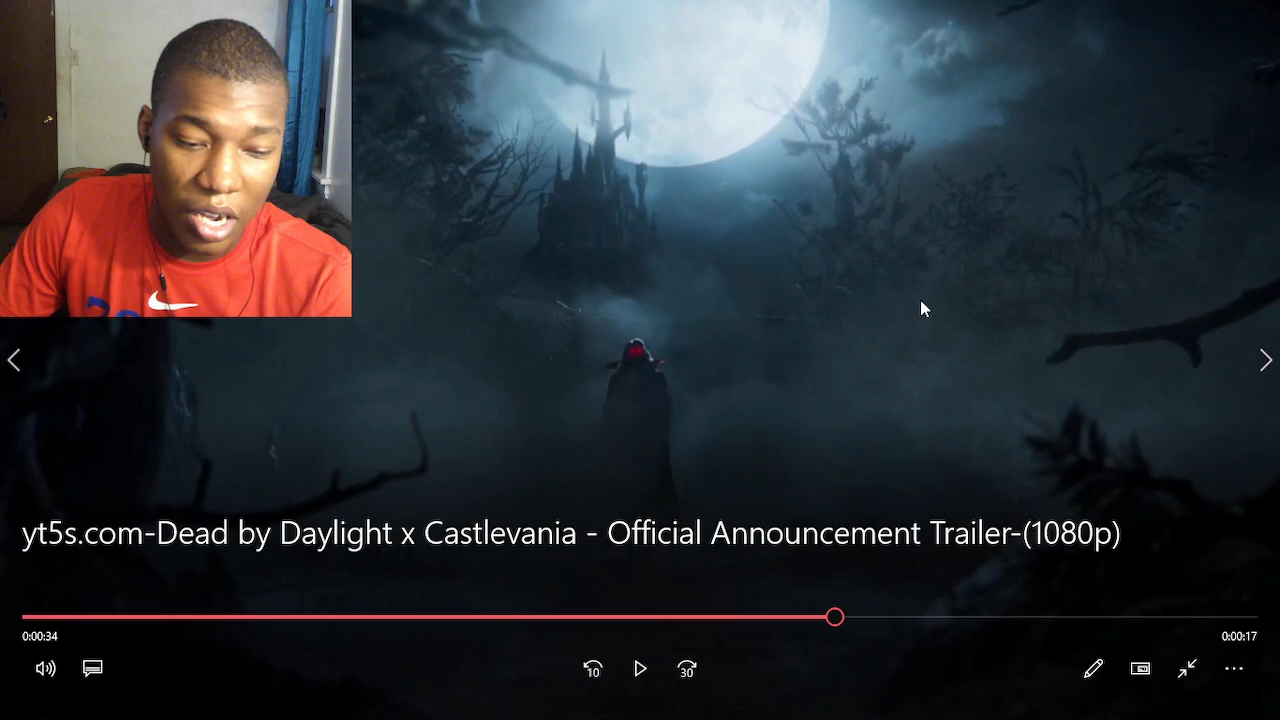 yt5s.com-Dead by Daylight x Castlevania - Official Announcement Trailer-(1080p)
0:00:34
0:00:17
10
30